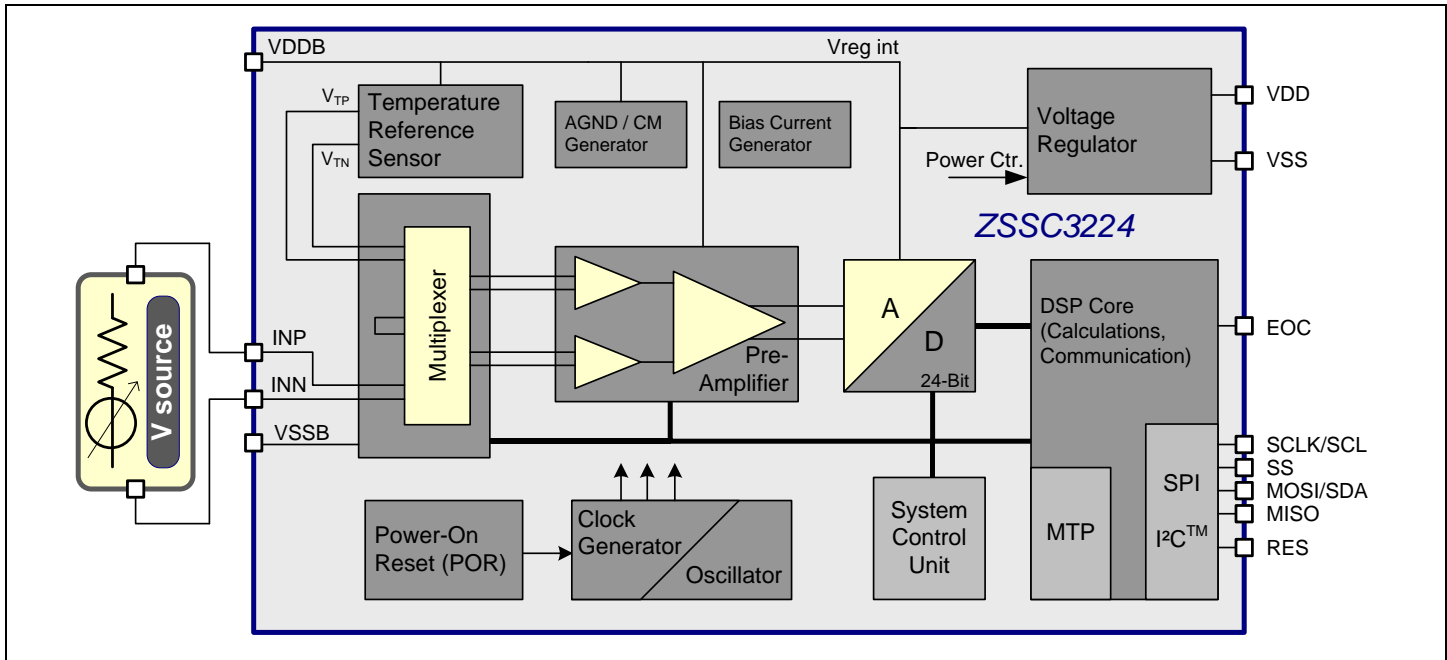 VDDB
Vreg int
VTP
Temperature
Reference
Sensor
VTN
AGND / CM
Generator
Bias Current
Generator
Voltage
Regulator
Power Ctr.
VDD
VSS
ZSSC3224
V source
INP
INN
VSSB
Multiplexer
Pre-
Amplifier
A
D
24-Bit
DSP Core
(Calculations,
Communication)
EOC
Power-On
Reset (POR)
Clock
Generator
Oscillator
System
Control
Unit
MTP
SPI
I²C™
SCLK/SCL
SS
MOSI/SDA
MISO
RES